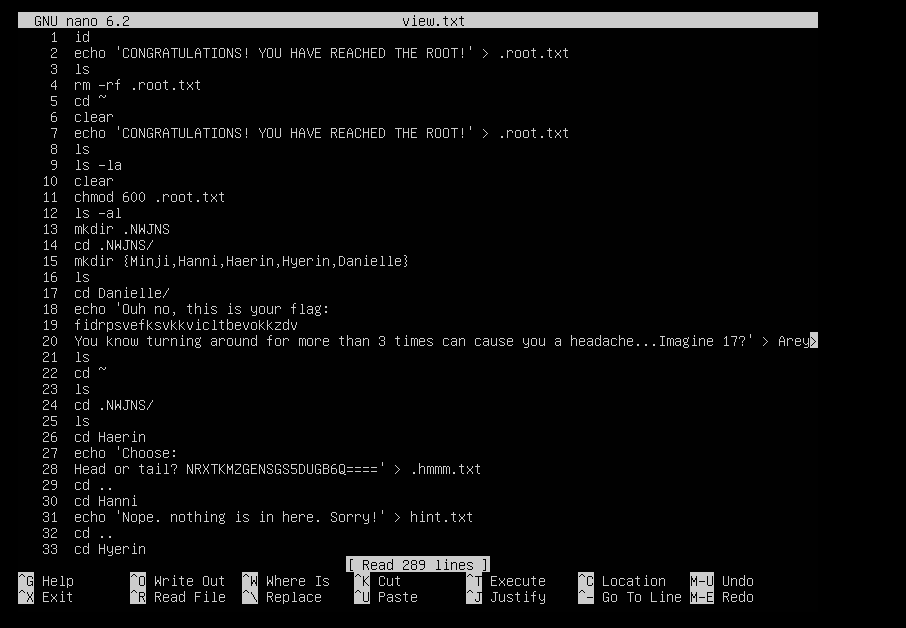 GNU nano 6.2 view.txt
1 id
2 echo 'CONGRATULATIONS! YOU HAVE REACHED THE ROOT!' > .root.txt
3 ls
4 rm -rf .root.txt
5 cd ~
6 clear
7 echo 'CONGRATULATIONS! YOU HAVE REACHED THE ROOT!' > .root.txt
8 ls
9 ls -la
10 clear
11 chmod 600 .root.txt
12 ls -al
13 mkdir .NWJNS
14 cd .NWJNS/
15 mkdir {Minji,Hanni,Haerin,Hyerin,Danielle}
16 ls
17 cd Danielle/
18 echo 'Ouh no, this is your flag:
19 fidrpsvefksvkkvicltbevokkzdv
20 You know turning around for more than 3 times can cause you a headache...Imagine 17?' > Arey>
21 ls
22 cd ~
23 ls
24 cd .NWJNS/
25 ls
26 cd Haerin
27 echo 'Choose:
28 Head or tail? NRXTKMZGENSGS5DUGB6Q====' > .hmmm.txt
29 cd ..
30 cd Hanni
31 echo 'Nope. nothing is in here. Sorry!' > hint.txt
32 cd ..
33 cd Hyerin
[ Read 289 lines ]
^G Help ^O Write Out ^W Where Is ^K Cut ^T Execute ^C Location M-U Undo
^X Exit ^R Read File ^\ Replace ^U Paste ^J Justify ^- Go To Line M-E Redo